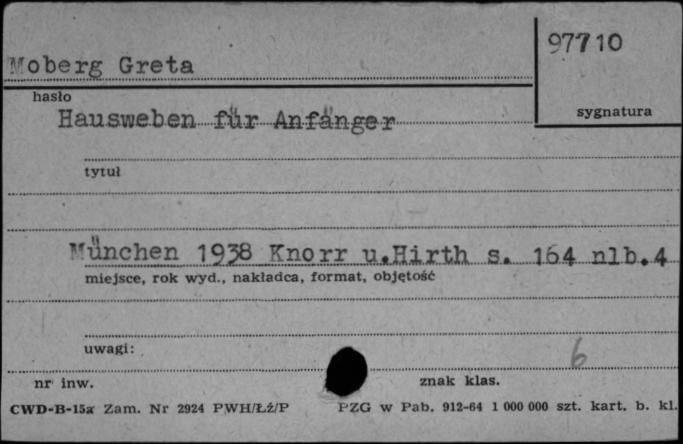 97710
Moberg Greta
hasło
sygnatura
Hausweben für Anfänger
tytuł
München 1938 Knorr u.Hirth s. 164 nlb.4
miejsce, rok wyd., nakładca, format, objętość
uwagi:
6
nr inw.
znak klas.
CWD-B-15a Zam. Nr 2924 PWH/Łź/P PZG w Pab. 912-64 1 000 000 szt. kart. b. kl.